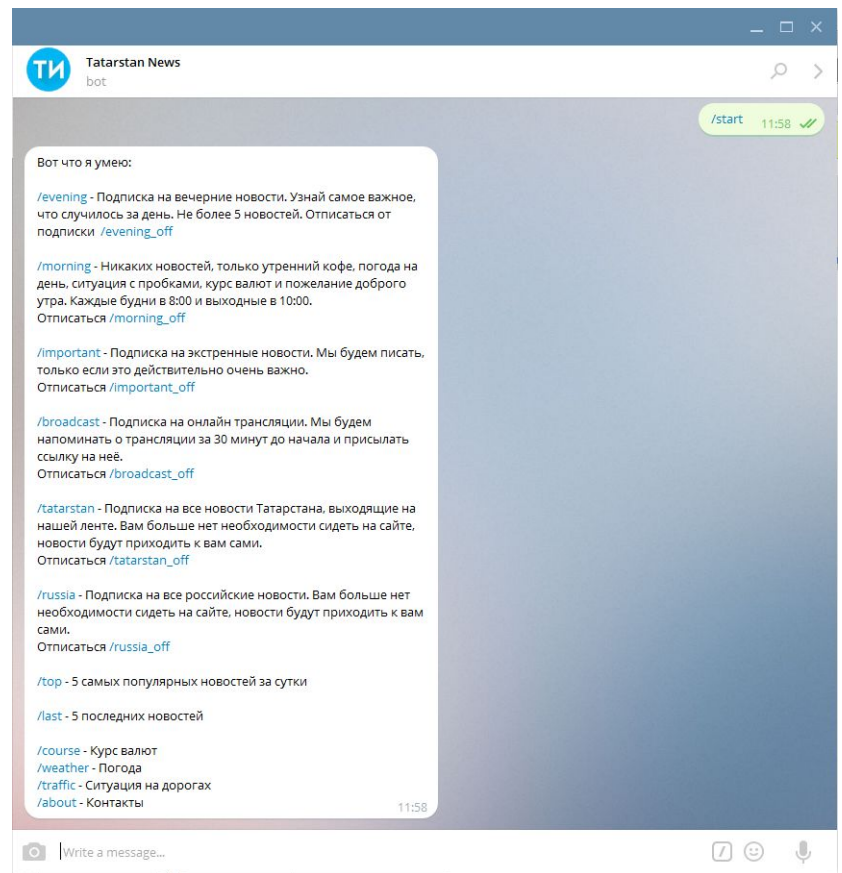 ТИ
Tatarstan News
bot
/start 11:58
Вот что я умею:
/evening - Подписка на вечерние новости. Узнай самое важное,
что случилось за день. Не более 5 новостей. Отписаться от
подписки /evening_off
/morning - Никаких новостей, только утренний кофе, погода на
день, ситуация с пробками, курс валют и пожелание доброго
утра. Каждые будни в 8:00 и выходные в 10:00.
Отписаться /morning_off
/important - Подписка на экстренные новости. Мы будем писать,
только если это действительно очень важно.
Отписаться /important_off
/broadcast - Подписка на онлайн трансляции. Мы будем
напоминать о трансляции за 30 минут до начала и присылать
ссылку на неё.
Отписаться /broadcast_off
/tatarstan - Подписка на все новости Татарстана, выходящие на
нашей ленте. Вам больше нет необходимости сидеть на сайте,
новости будут приходить к вам сами.
Отписаться /tatarstan_off
/russia - Подписка на все российские новости. Вам больше нет
необходимости сидеть на сайте, новости будут приходить к вам
сами.
Отписаться /russia_off
/top - 5 самых популярных новостей за сутки
/last - 5 последних новостей
/course - Курс валют
/weather - Погода
/traffic - Ситуация на дорогах
/about - Контакты 11:58
Write a message...